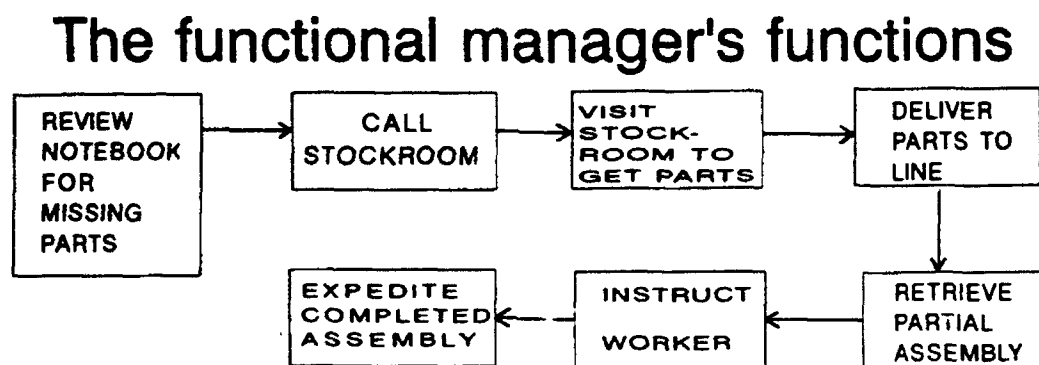 The functional manager's functions
REVIEW
NOTEBOOK
FOR
MISSING
PARTS
CALL
STOCKROOM
VISIT
STOCK-
ROOM TO
GET PARTS
DELIVER
PARTS TO
LINE
RETRIEVE
PARTIAL
ASSEMBLY
INSTRUCT
WORKER
EXPEDITE
COMPLETED
ASSEMBLY